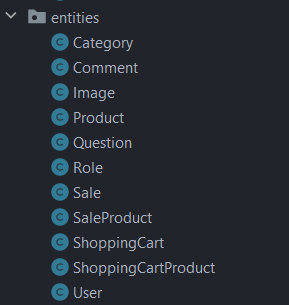 entities
Category
Comment
Image
Product
Question
Role
Sale
SaleProduct
ShoppingCart
ShoppingCartProduct
User